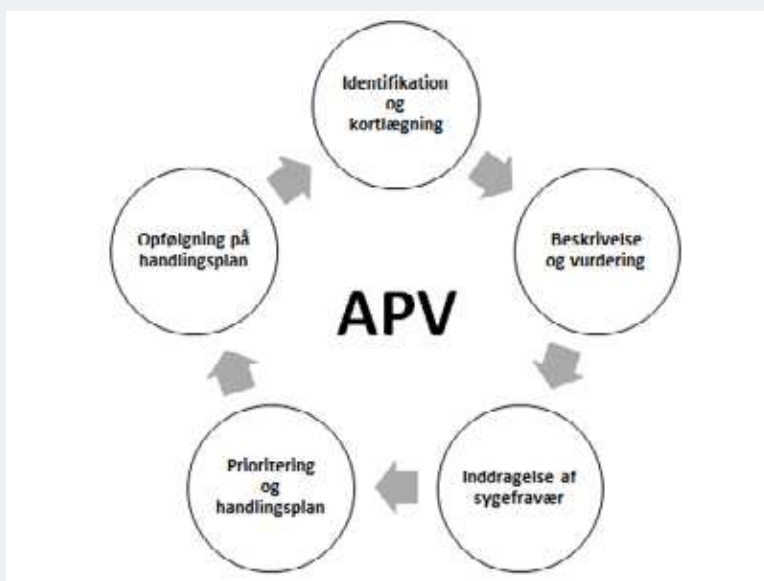 Identifikation
og
kortlægning
Beskrivelse
og vurdering
Inddragelse af
sygefravær
Prioritering
og
handlingsplan
Opfølgning på
handlingsplan
APV